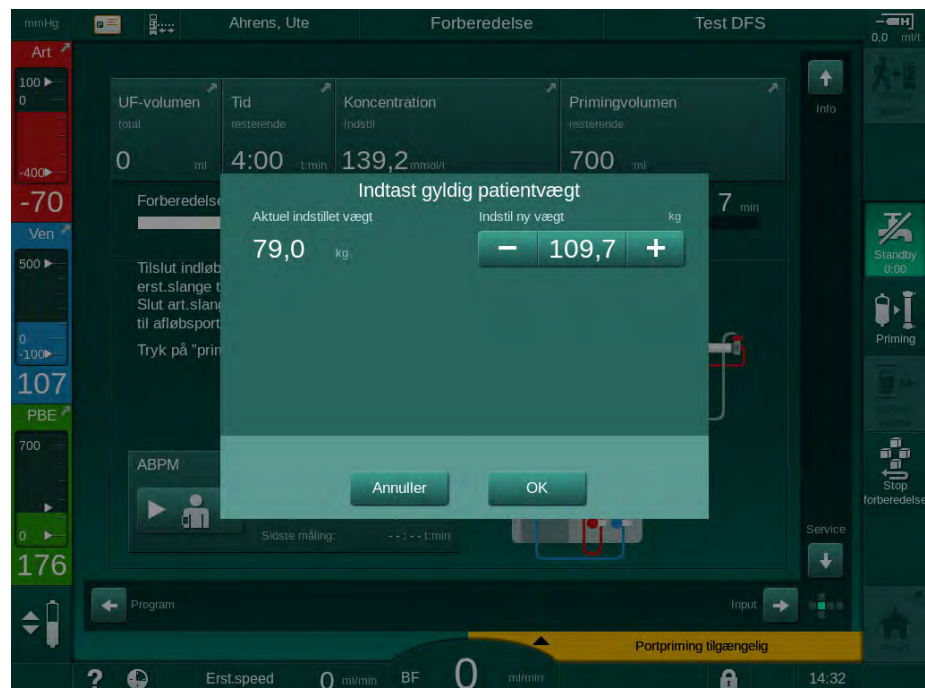 mmHg
Ahrens, Ute
Forberedelse
Test DFS
0,0 ml/t
Art
100
0
-400
-70
Ven
500
0
-100
107
PBE
700
0
176
UF-volumen
total
0 ml
Tid
resterende
4:00 t:min
Koncentration
Indstil
139,2 mmol/l
Primingvolumen
resterende
700 ml
Info
Forberedelse
7 min
Indtast gyldig patientvægt
Aktuel indstillet vægt
Indstil ny vægt kg
79,0 kg
− 109,7 +
Tilslut indløb
erst.slange t
Slut art.slang
til afløbsport
Tryk på "prin
Annuller
OK
ABPM
Sidste måling: --:-- t:min
Standby
0:00
Priming
Stop
forberedelse
Service
Program
Input
Portpriming tilgængelig
? Erst.speed 0 ml/min BF 0 ml/min 14:32